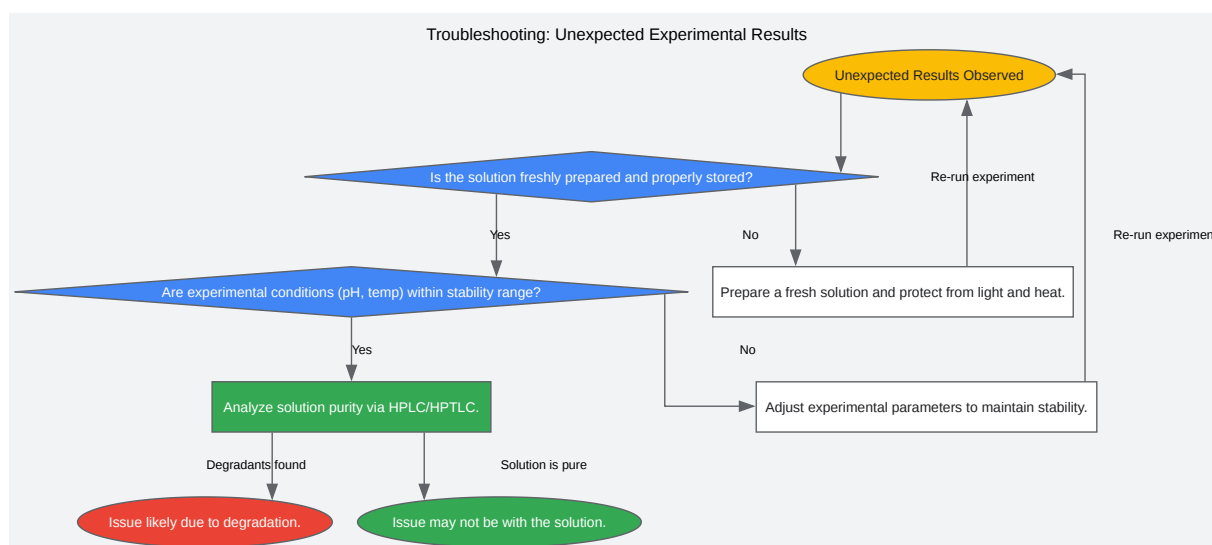 Troubleshooting: Unexpected Experimental Results
Unexpected Results Observed
Is the solution freshly prepared and properly stored?
Re-run experiment
Yes
No
Re-run experiment
Are experimental conditions (pH, temp) within stability range?
Prepare a fresh solution and protect from light and heat.
Yes
No
Analyze solution purity via HPLC/HPTLC.
Adjust experimental parameters to maintain stability.
Degradants found
Solution is pure
Issue likely due to degradation.
Issue may not be with the solution.